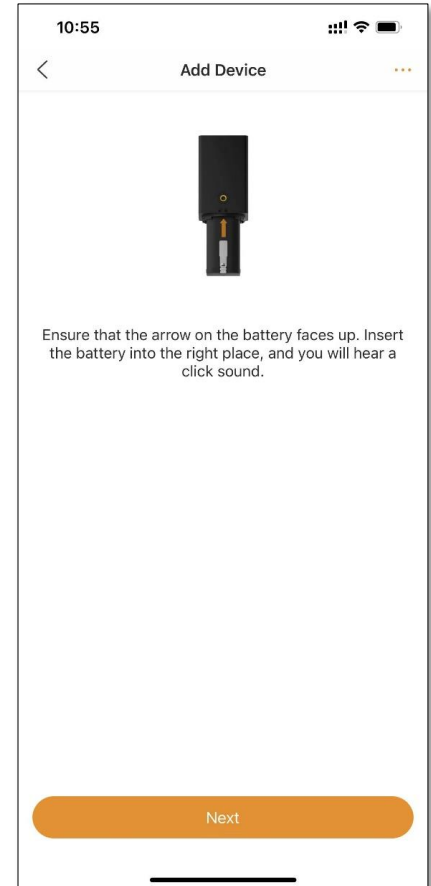 10:55
Add Device
Ensure that the arrow on the battery faces up. Insert
the battery into the right place, and you will hear a
click sound.
Next